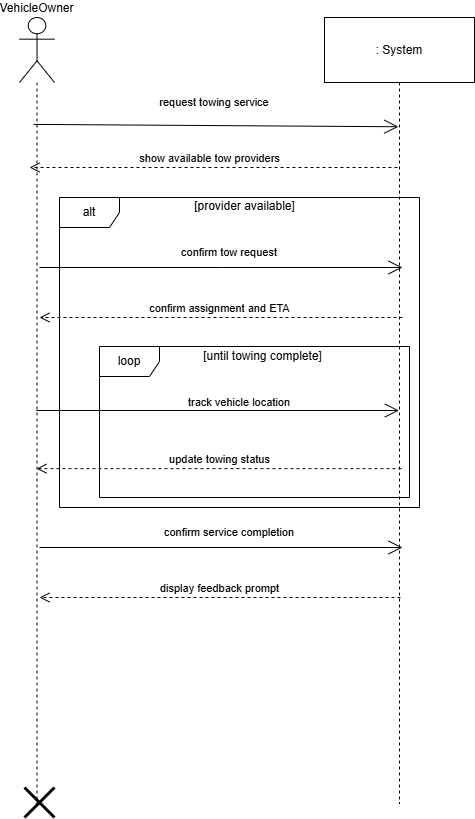 VehicleOwner
: System
request towing service
show available tow providers
alt
[provider available]
confirm tow request
confirm assignment and ETA
loop
[until towing complete]
track vehicle location
update towing status
confirm service completion
display feedback prompt